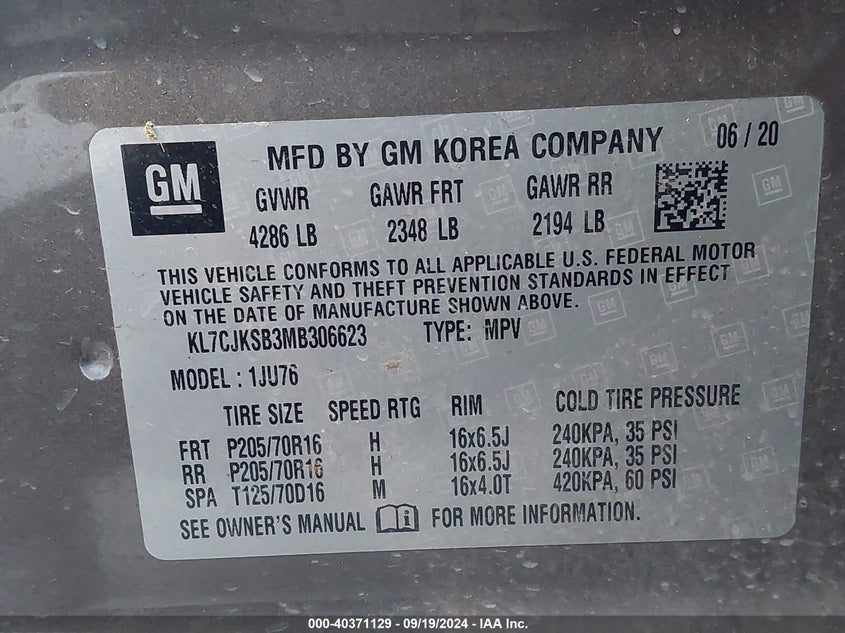 GM
MFD BY GM KOREA COMPANY 06 / 20
GVWR GAWR FRT GAWR RR
4286 LB 2348 LB 2194 LB
THIS VEHICLE CONFORMS TO ALL APPLICABLE U.S. FEDERAL MOTOR
VEHICLE SAFETY AND THEFT PREVENTION STANDARDS IN EFFECT
ON THE DATE OF MANUFACTURE SHOWN ABOVE.
KL7CJKSB3MB306623 TYPE: MPV
MODEL : 1JU76
TIRE SIZE SPEED RTG RIM COLD TIRE PRESSURE
FRT P205/70R16 H 16x6.5J 240KPA, 35 PSI
RR P205/70R16 H 16x6.5J 240KPA, 35 PSI
SPA T125/70D16 M 16x4.0T 420KPA, 60 PSI
SEE OWNER'S MANUAL FOR MORE INFORMATION.
000-40371129 - 09/19/2024 - IAA Inc.